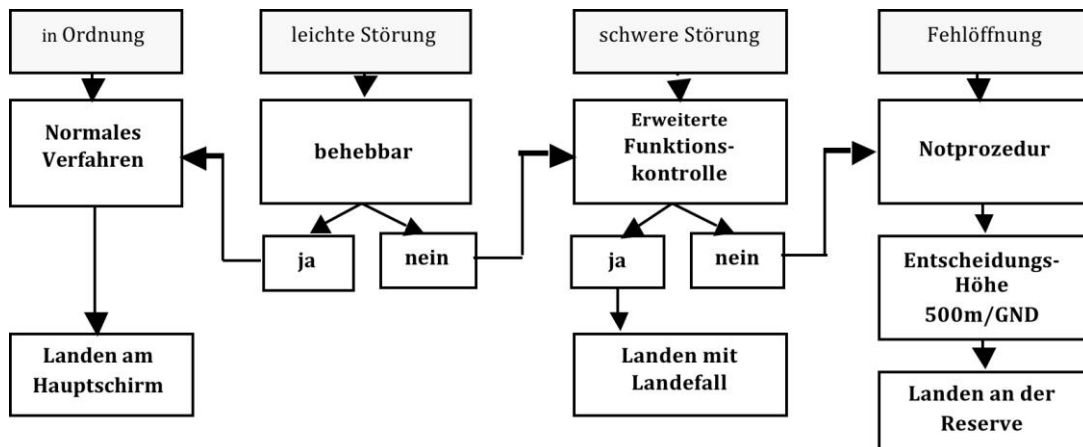 in Ordnung
leichte Störung
schwere Störung
Fehlöffnung
Normales
Verfahren
behebbar
Erweiterte
Funktions-
kontrolle
Notprozedur
ja
nein
ja
nein
Entscheidungs-
Höhe
500m/GND
Landen am
Hauptschirm
Landen mit
Landefall
Landen an der
Reserve